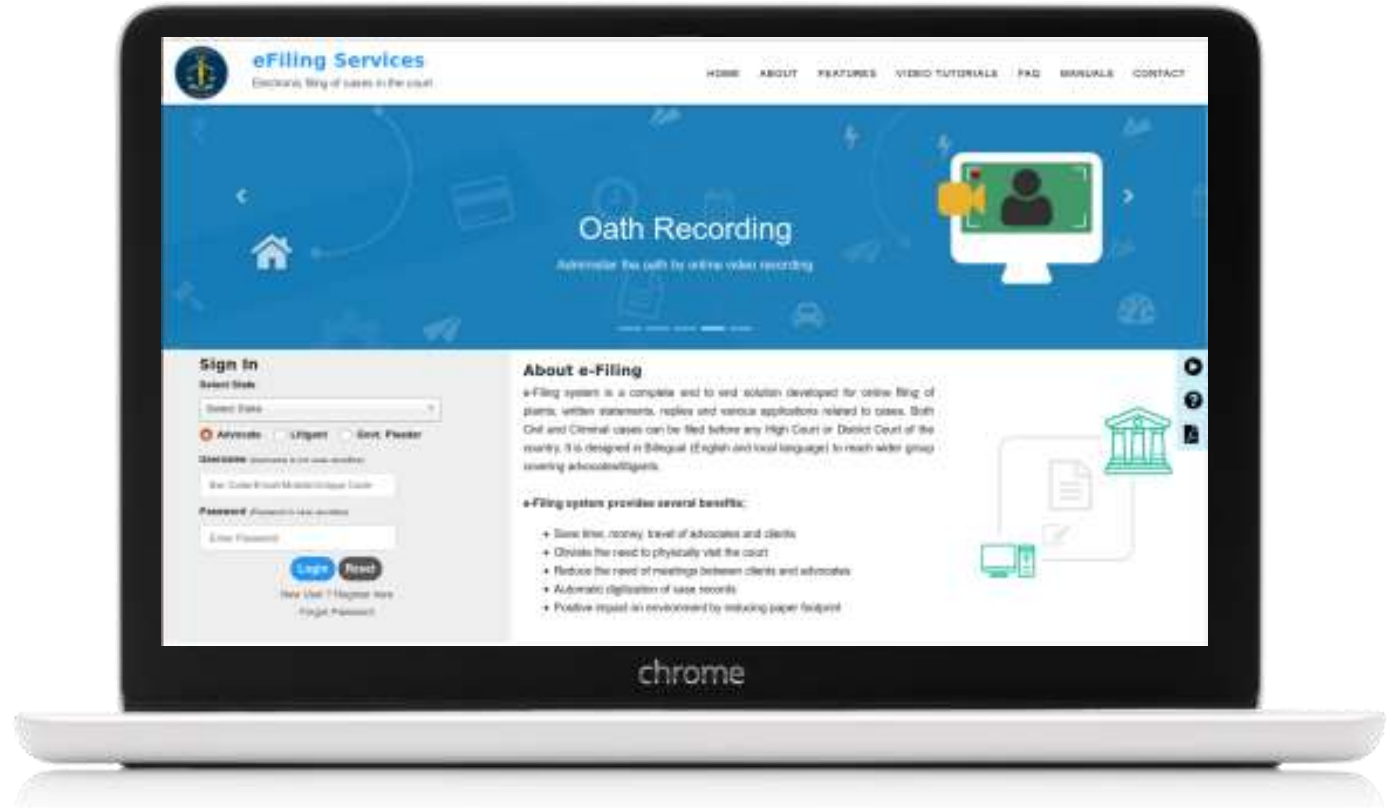 eFiling Services
Electronic filing of cases in the court
HOME ABOUT FEATURES VIDEO TUTORIALS FAQ MANUALS CONTACT
Oath Recording
Administer the oath by online video recording
Sign In
Select State
Select State
Advocate Litigant Govt. Pleader
Username
Bar Code/Email/Mobile/Unique Code
Password
Enter Password
Login Reset
New User ? Register Here
Forgot Password
About e-Filing
e-Filing system is a complete end to end solution developed for online filing of
plaints, written statements, replies and various applications related to cases. Both
Civil and Criminal cases can be filed before any High Court or District Court of the
country. It is designed in Bilingual (English and local language) to reach wider group
covering advocates/litigants.
e-Filing system provides several benefits:
Save time, money, travel of advocates and clients
Obviate the need to physically visit the court
Reduce the need of meetings between clients and advocates
Automatic digitization of case records
Positive impact on environment by reducing paper footprint
chrome